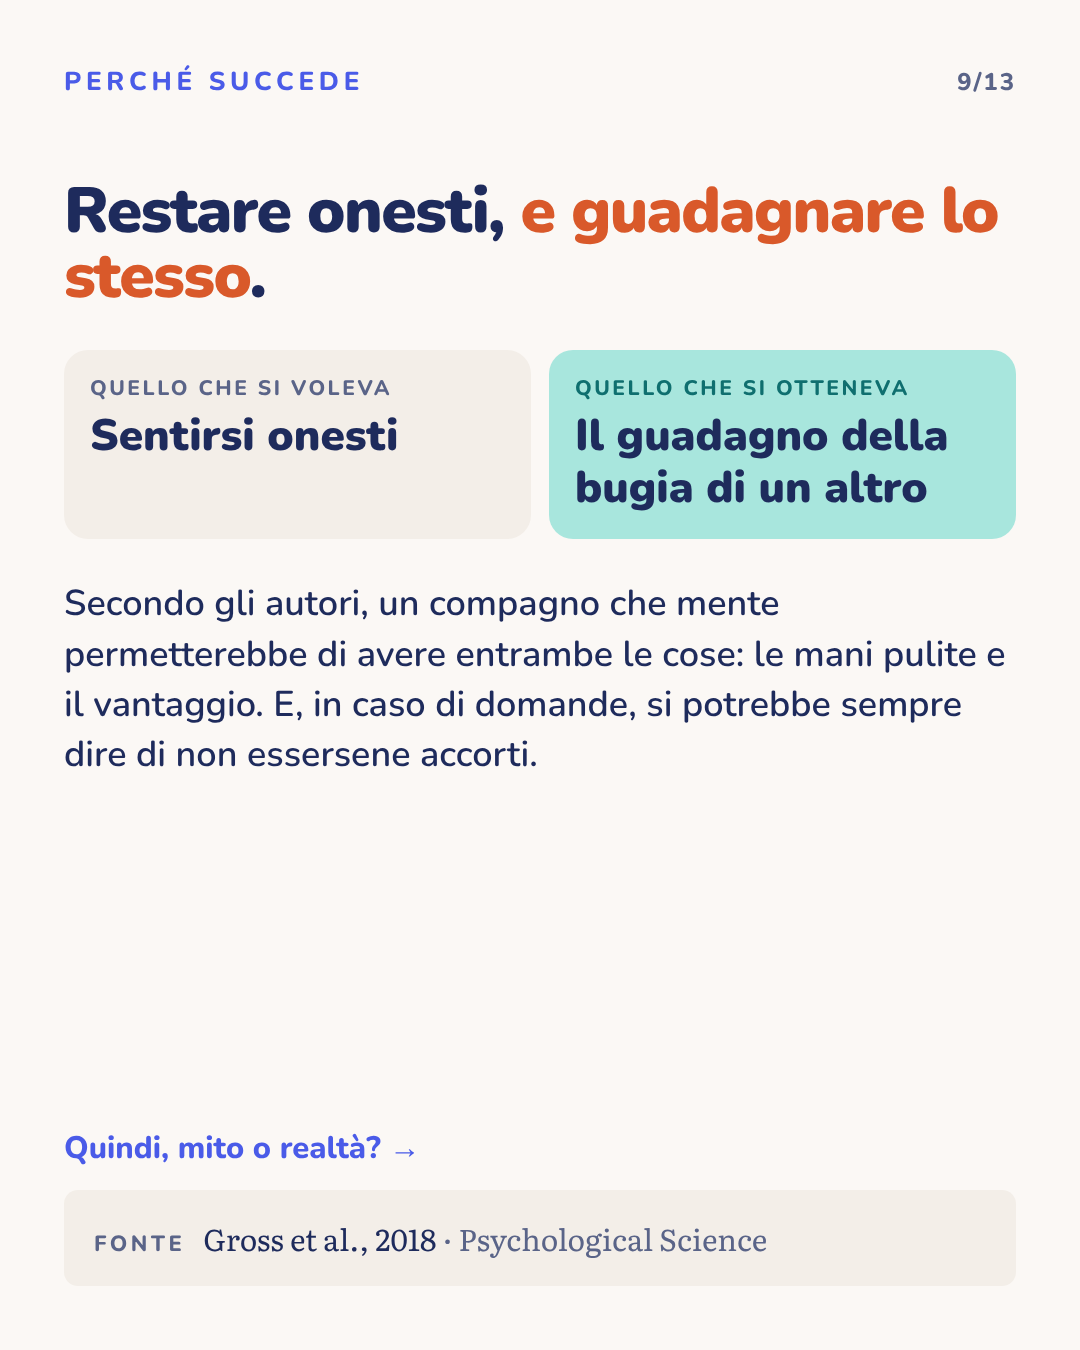 PERCHÉ SUCCEDE
9/13
Restare onesti, e guadagnare lo
stesso.
QUELLO CHE SI VOLEVA
Sentirsi onesti
QUELLO CHE SI OTTENEVA
Il guadagno della
bugia di un altro
Secondo gli autori, un compagno che mente
permetterebbe di avere entrambe le cose: le mani pulite e
il vantaggio. E, in caso di domande, si potrebbe sempre
dire di non essersene accorti.
Quindi, mito o realtà? →
FONTE Gross et al., 2018 · Psychological Science